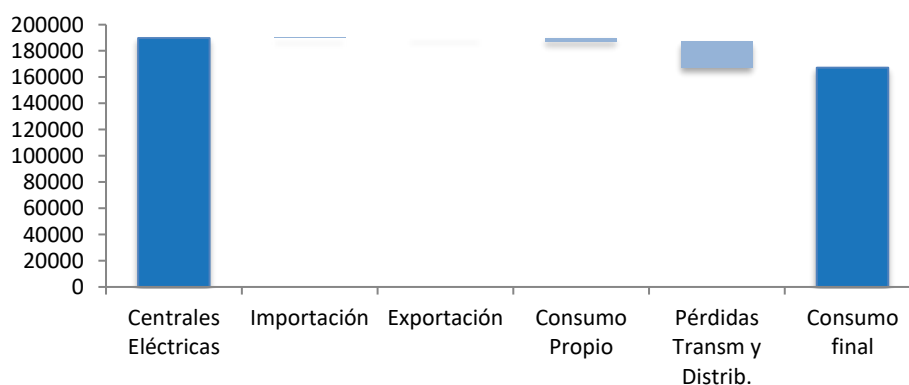 200000
180000
160000
140000
120000
100000
80000
60000
40000
20000
0
Centrales
Eléctricas
Importación
Exportación
Consumo
Propio
Pérdidas
Transm y
Distrib.
Consumo
final